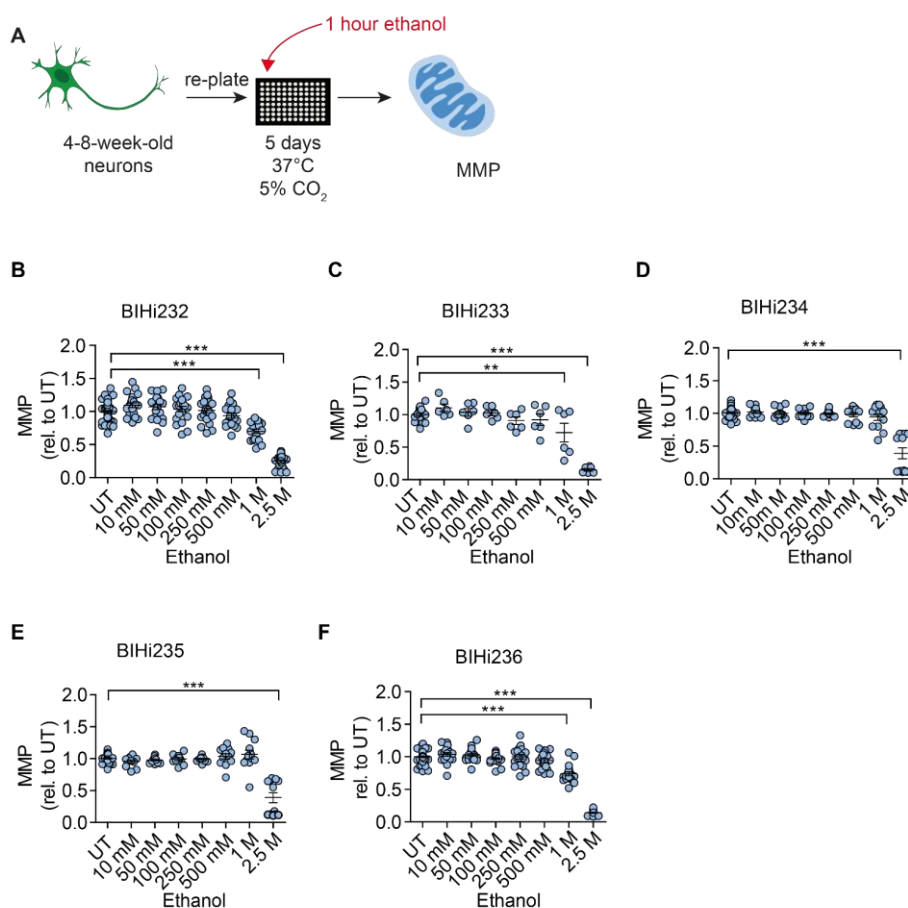 A
1 hour ethanol
re-plate
4-8-week-old
neurons
5 days
37°C
5% CO2
MMP
B
BIHi232
MMP
(rel. to UT)
2.0
1.5
1.0
0.5
0.0
***
***
UT
10 mM
50 mM
100 mM
250 mM
500 mM
1 M
2.5 M
Ethanol
C
BIHi233
MMP
(rel. to UT)
2.0
1.5
1.0
0.5
0.0
***
**
UT
10 mM
50 mM
100 mM
250 mM
500 mM
1 M
2.5 M
Ethanol
D
BIHi234
MMP
(rel. to UT)
2.0
1.5
1.0
0.5
0.0
***
UT
10m M
50m M
100 mM
250 mM
500 mM
1 M
2.5 M
Ethanol
E
BIHi235
MMP
(rel. to UT)
2.0
1.5
1.0
0.5
0.0
***
UT
10 mM
50 mM
100 mM
250 mM
500 mM
1 M
2.5 M
Ethanol
F
BIHi236
MMP
rel. to UT)
2.0
1.5
1.0
0.5
0.0
***
***
UT
10 mM
50 mM
100 mM
250 mM
500 mM
1 M
2.5 M
Ethanol